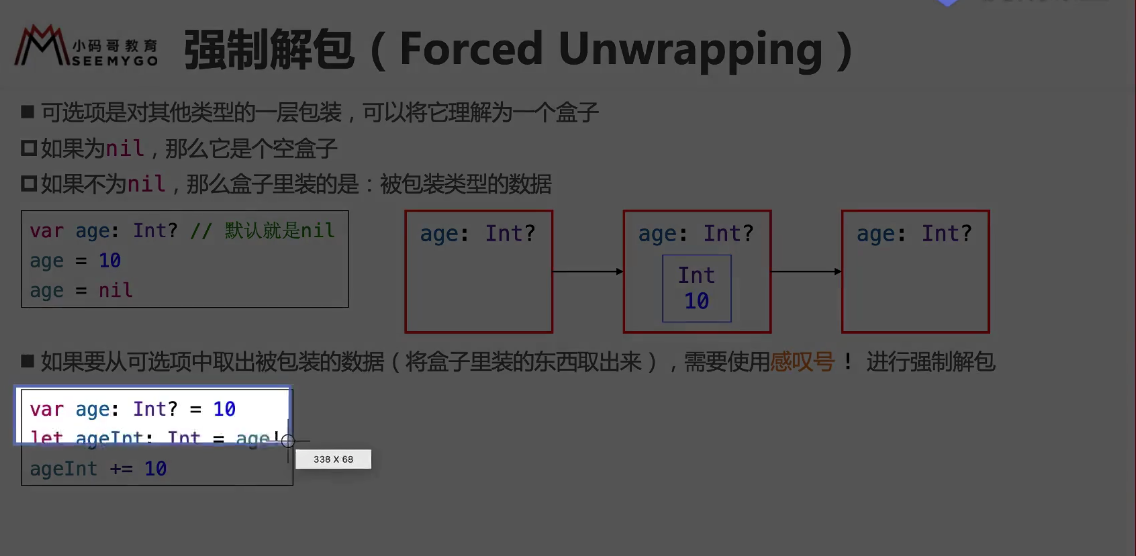 小码哥教育
SEEMYGO
强制解包（Forced Unwrapping）
■ 可选项是对其他类型的一层包装，可以将它理解为一个盒子
如果为nil，那么它是个空盒子
如果不为nil，那么盒子里装的是：被包装类型的数据
var age: Int? // 默认就是nil
age = 10
age = nil
age: Int?
age: Int?
Int
10
age: Int?
■ 如果要从可选项中取出被包装的数据（将盒子里装的东西取出来），需要使用感叹号！ 进行强制解包
var age: Int? = 10
let ageInt: Int = age!
ageInt += 10
338 X 68